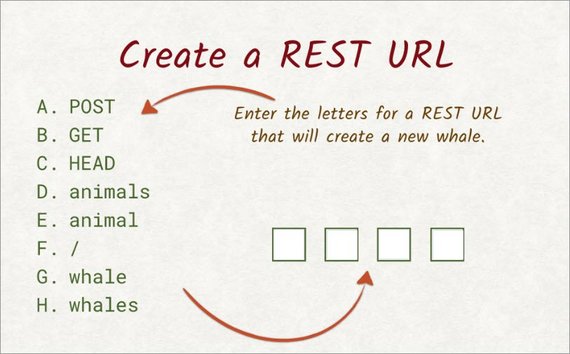 Create a REST URL
A. POST
B. GET
C. HEAD
D. animals
E. animal
F. /
G. whale
H. whales
Enter the letters for a REST URL
that will create a new whale.